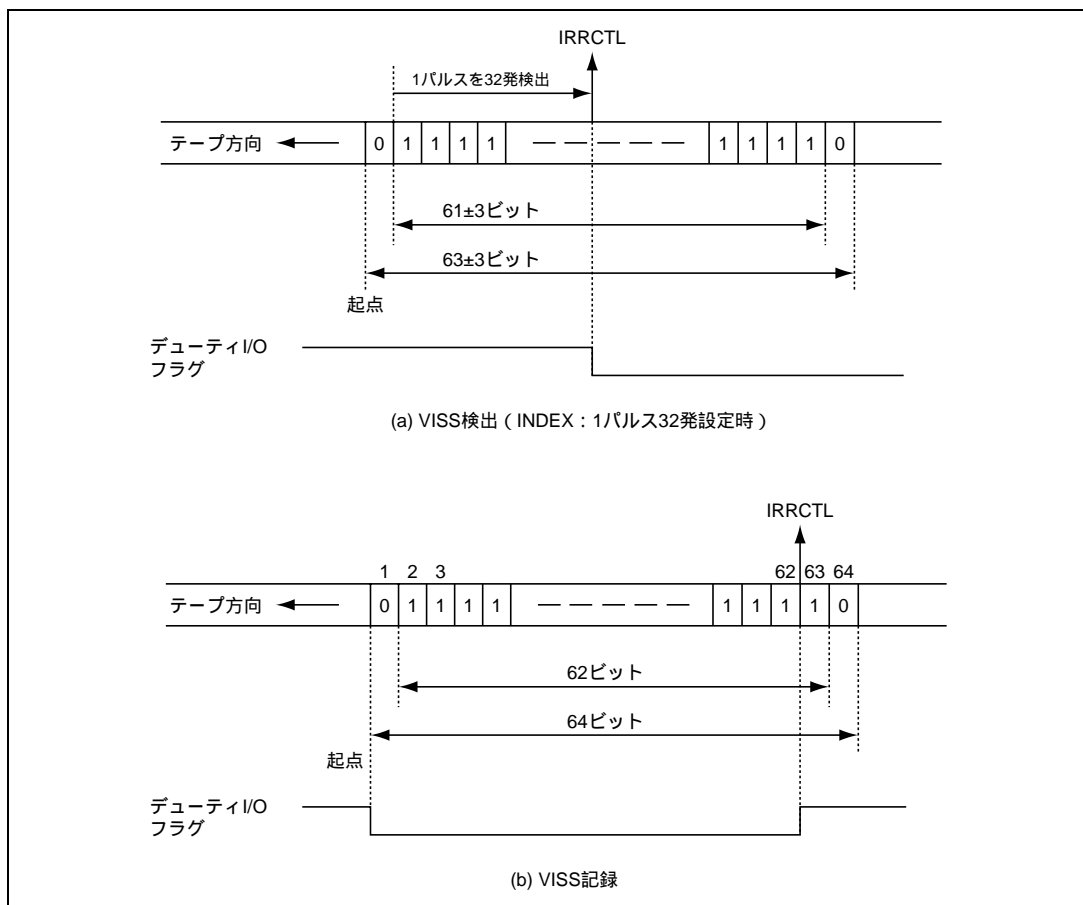 IRRCTL
1パルスを32発検出
テープ方向 0 1 1 1 1 1 1 1 1 0
61±3ビット
63±3ビット
起点
デューティI/O
フラグ
(a) VISS検出（INDEX：1パルス32発設定時）
IRRCTL
1 2 3 62 63 64
テープ方向 0 1 1 1 1 1 1 1 1 0
62ビット
64ビット
起点
デューティI/O
フラグ
(b) VISS記録